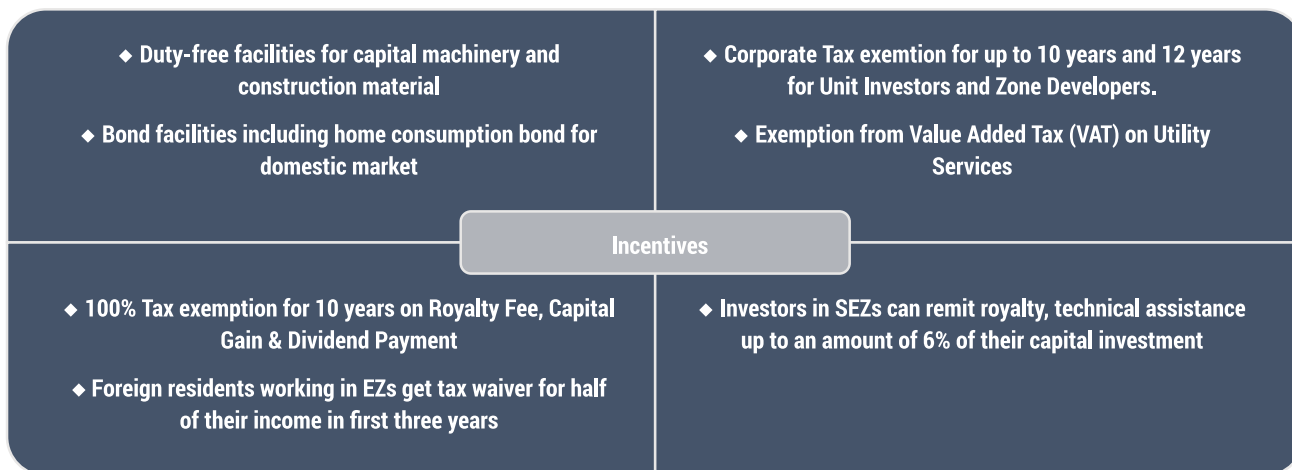 ◆ Duty-free facilities for capital machinery and
construction material
◆ Bond facilities including home consumption bond for
domestic market
◆ Corporate Tax exemtion for up to 10 years and 12 years
for Unit Investors and Zone Developers.
◆ Exemption from Value Added Tax (VAT) on Utility
Services
Incentives
◆ 100% Tax exemption for 10 years on Royalty Fee, Capital
Gain & Dividend Payment
◆ Foreign residents working in EZs get tax waiver for half
of their income in first three years
◆ Investors in SEZs can remit royalty, technical assistance
up to an amount of 6% of their capital investment